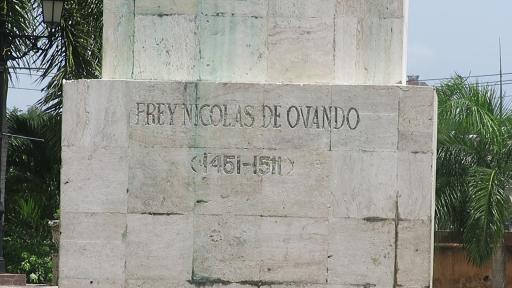 FREY NICOLAS DE OVANDO
(1451-1511)